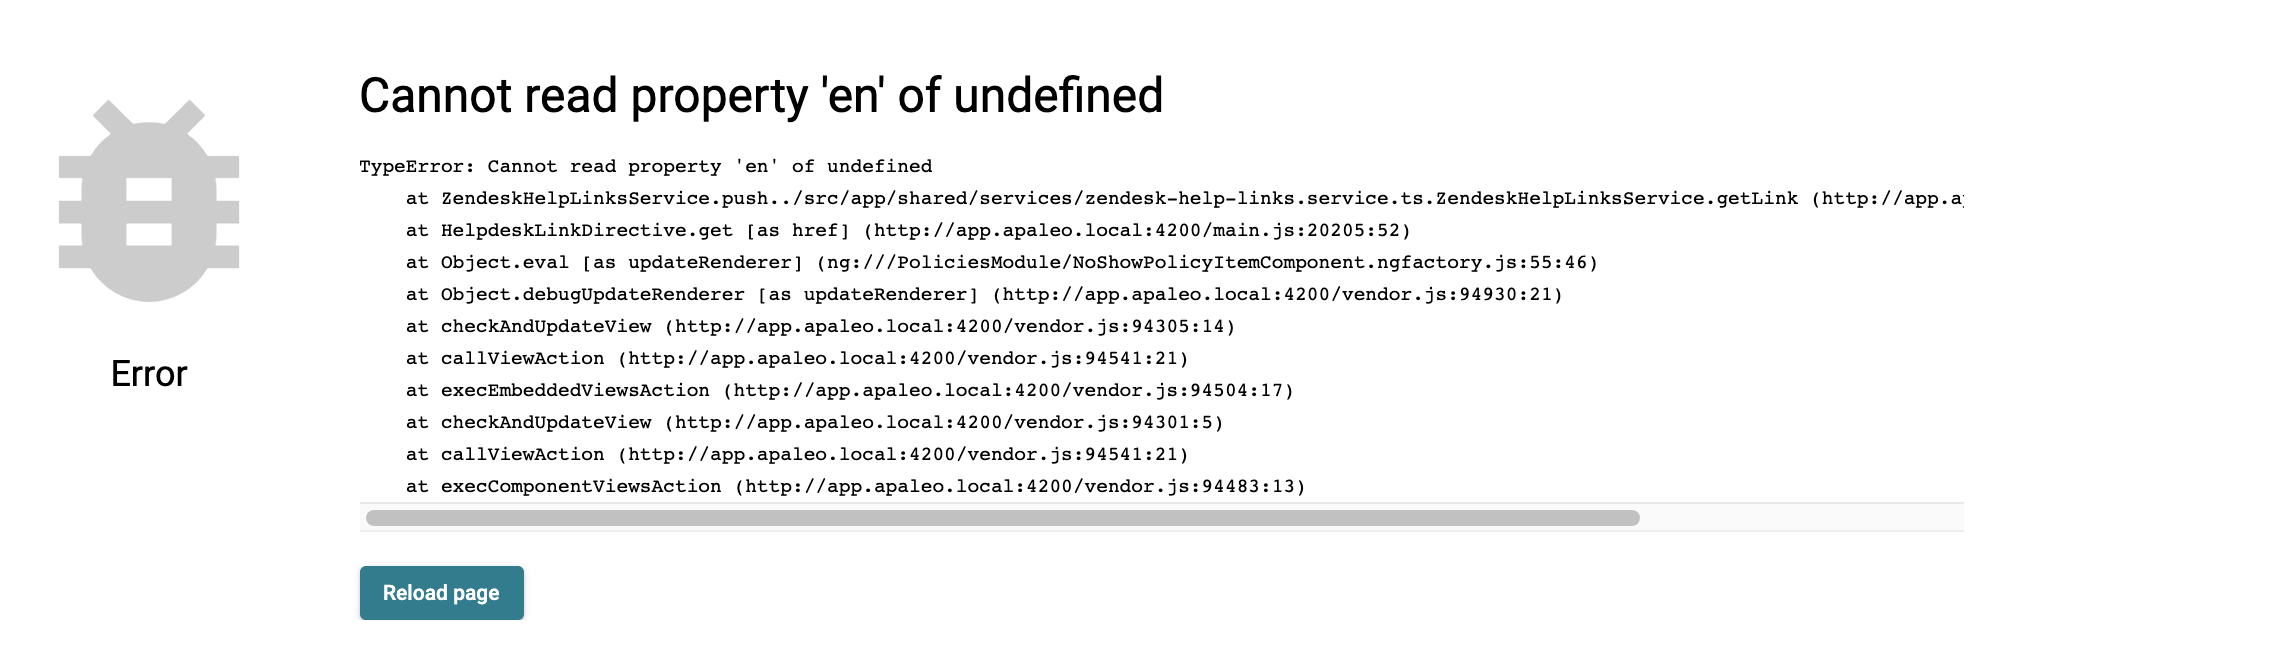 Cannot read property 'en' of undefined
TypeError: Cannot read property 'en' of undefined
    at ZendeskHelpLinksService.push../src/app/shared/services/zendesk-help-links.service.ts.ZendeskHelpLinksService.getLink (http://app.a
    at HelpdeskLinkDirective.get [as href] (http://app.apaleo.local:4200/main.js:20205:52)
    at Object.eval [as updateRenderer] (ng:///PoliciesModule/NoShowPolicyItemComponent.ngfactory.js:55:46)
    at Object.debugUpdateRenderer [as updateRenderer] (http://app.apaleo.local:4200/vendor.js:94930:21)
    at checkAndUpdateView (http://app.apaleo.local:4200/vendor.js:94305:14)
Error
    at callViewAction (http://app.apaleo.local:4200/vendor.js:94541:21)
    at execEmbeddedViewsAction (http://app.apaleo.local:4200/vendor.js:94504:17)
    at checkAndUpdateView (http://app.apaleo.local:4200/vendor.js:94301:5)
    at callViewAction (http://app.apaleo.local:4200/vendor.js:94541:21)
    at execComponentViewsAction (http://app.apaleo.local:4200/vendor.js:94483:13)
Reload page